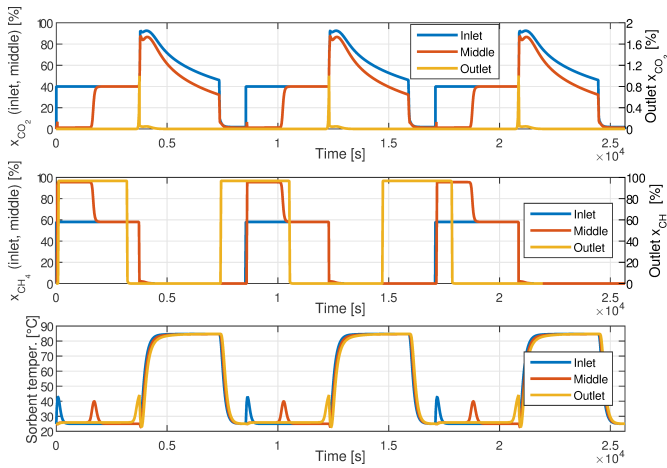 100
80
60
40
20
0
x_CO2 (inlet, middle) [%]
2
1.6
1.2
0.8
0.4
0
Outlet x_CO2 [%]
Inlet
Middle
Outlet
0 0.5 1 1.5 2 2.5
×10^4
Time [s]
100
80
60
40
20
0
x_CH4 (inlet, middle) [%]
100
80
60
40
20
0
Outlet x_CH [%]
Inlet
Middle
Outlet
0 0.5 1 1.5 2 2.5
×10^4
Time [s]
90
80
70
60
50
40
30
20
Sorbent temper. [°C]
Inlet
Middle
Outlet
0 0.5 1 1.5 2 2.5
×10^4
Time [s]